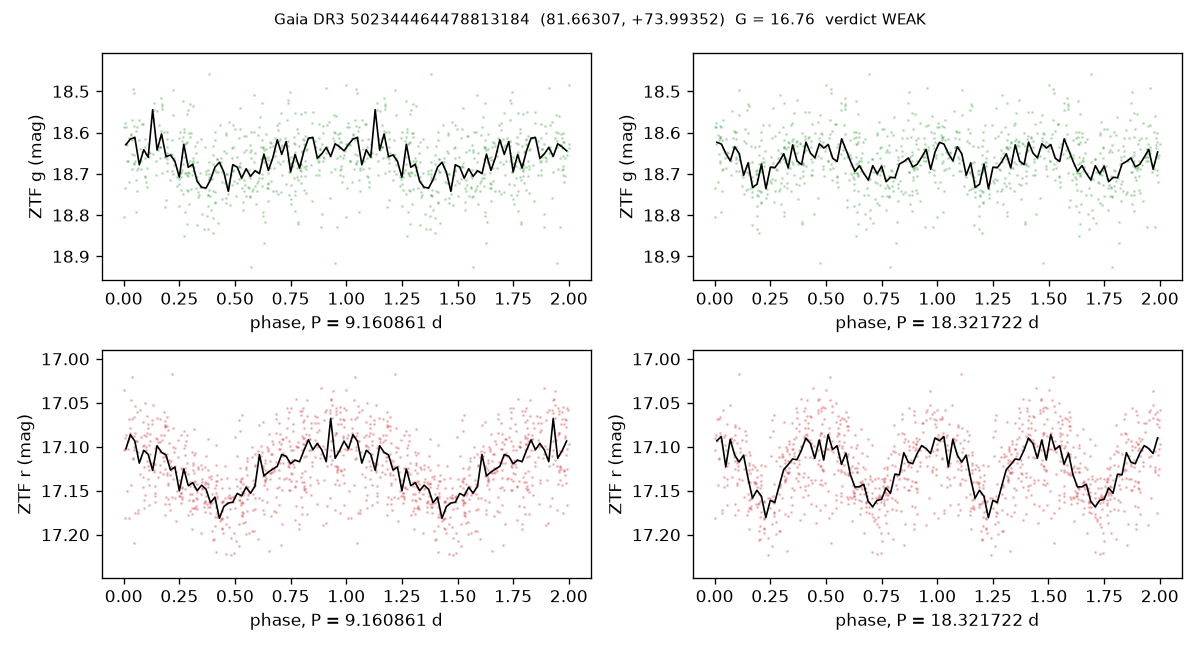 Gaia DR3 502344464478813184 (81.66307, +73.99352) G = 16.76 verdict WEAK
ZTF g (mag)
18.5
18.6
18.7
18.8
18.9
0.00 0.25 0.50 0.75 1.00 1.25 1.50 1.75 2.00
phase, P = 9.160861 d
ZTF g (mag)
18.5
18.6
18.7
18.8
18.9
0.00 0.25 0.50 0.75 1.00 1.25 1.50 1.75 2.00
phase, P = 18.321722 d
ZTF r (mag)
17.00
17.05
17.10
17.15
17.20
0.00 0.25 0.50 0.75 1.00 1.25 1.50 1.75 2.00
phase, P = 9.160861 d
ZTF r (mag)
17.00
17.05
17.10
17.15
17.20
0.00 0.25 0.50 0.75 1.00 1.25 1.50 1.75 2.00
phase, P = 18.321722 d